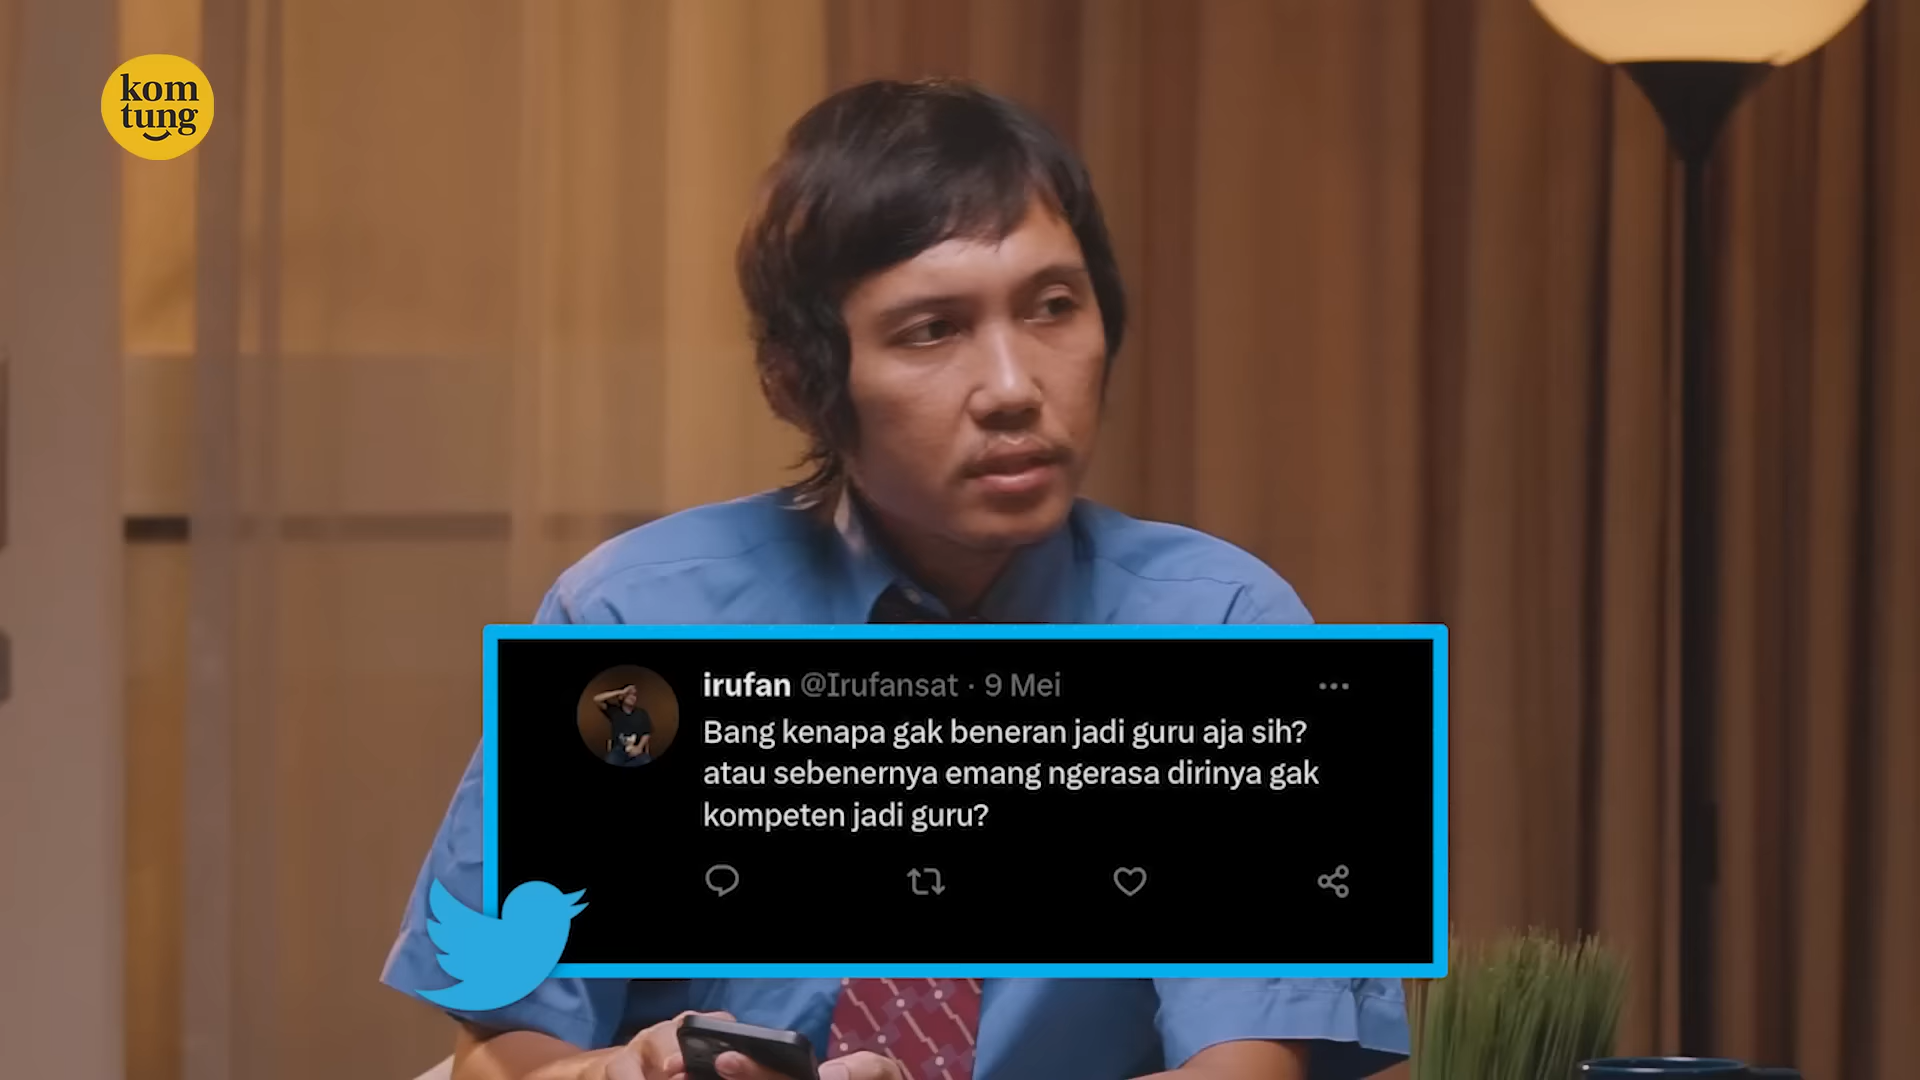 kom
tung
irufan @Irufansat · 9 Mei
Bang kenapa gak beneran jadi guru aja sih?
atau sebenernya emang ngerasa dirinya gak
kompeten jadi guru?